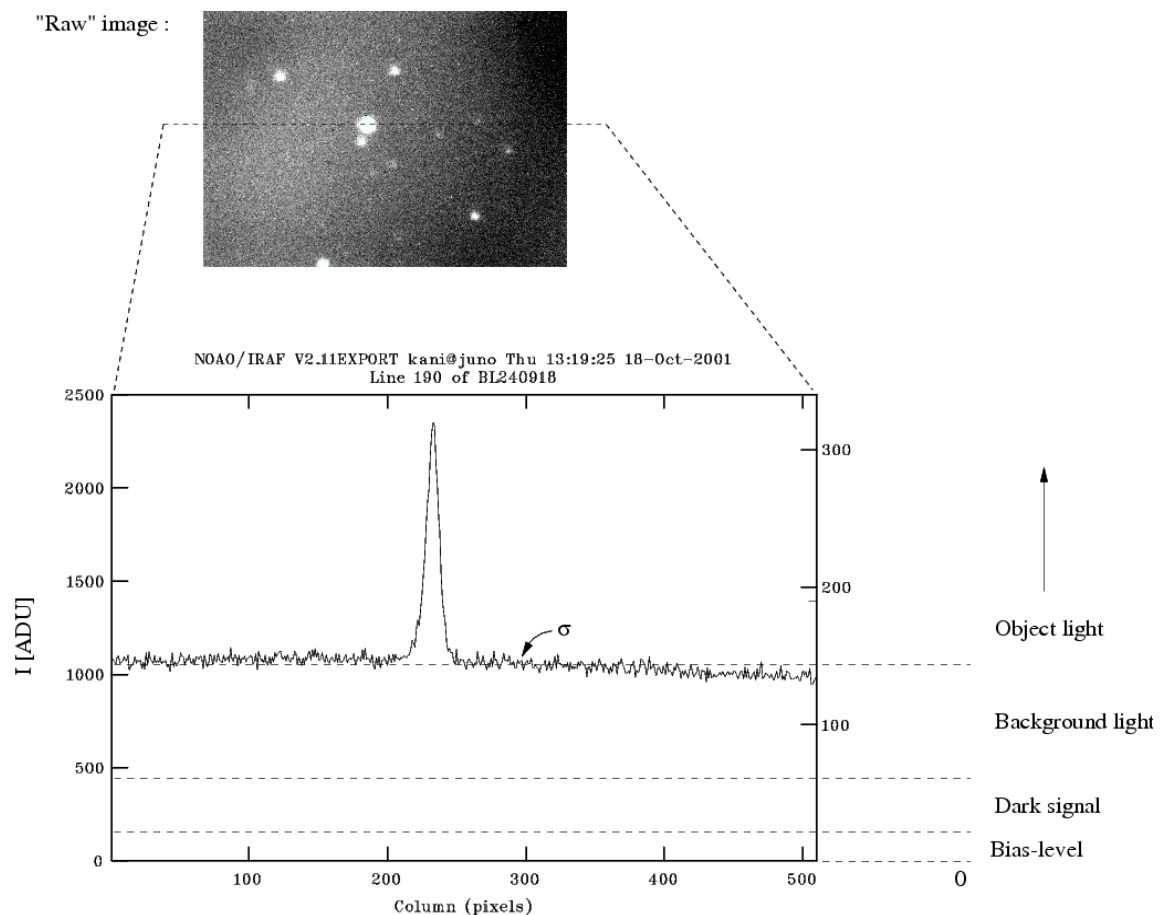 "Raw" image :
NOAO/IRAF V2.11EXPORT kani@juno Thu 13:19:25 18-Oct-2001
Line 190 of BL240918
2500
2000
1500
1000
500
0
I [ADU]
300
200
100
σ
Object light
Background light
Dark signal
Bias-level
100 200 300 400 500 0
Column (pixels)